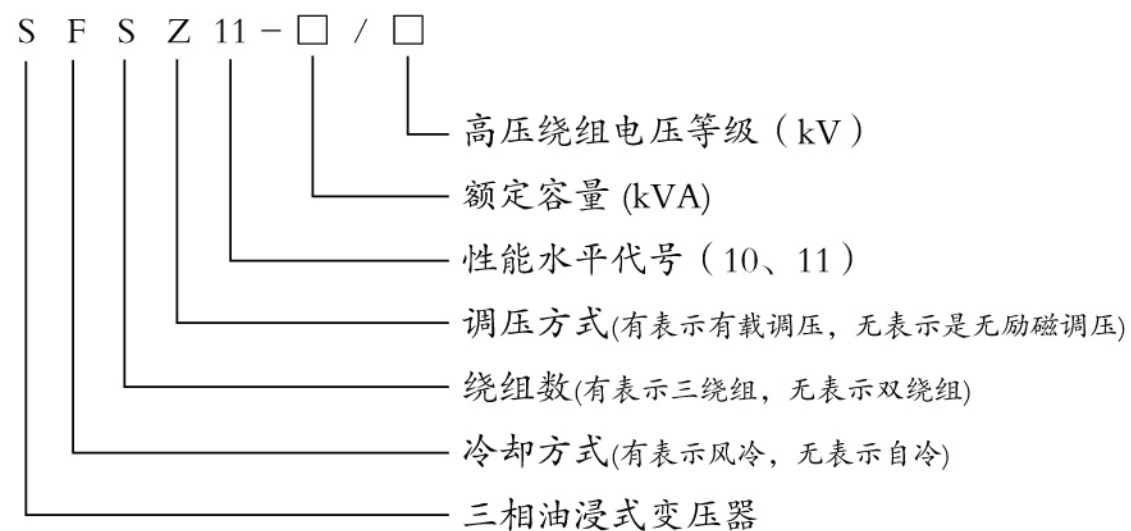 S F S Z 11 - □ / □
高压绕组电压等级（kV）
额定容量 (kVA)
性能水平代号（10、11）
调压方式(有表示有载调压，无表示是无励磁调压)
绕组数(有表示三绕组，无表示双绕组)
冷却方式(有表示风冷，无表示自冷)
三相油浸式变压器